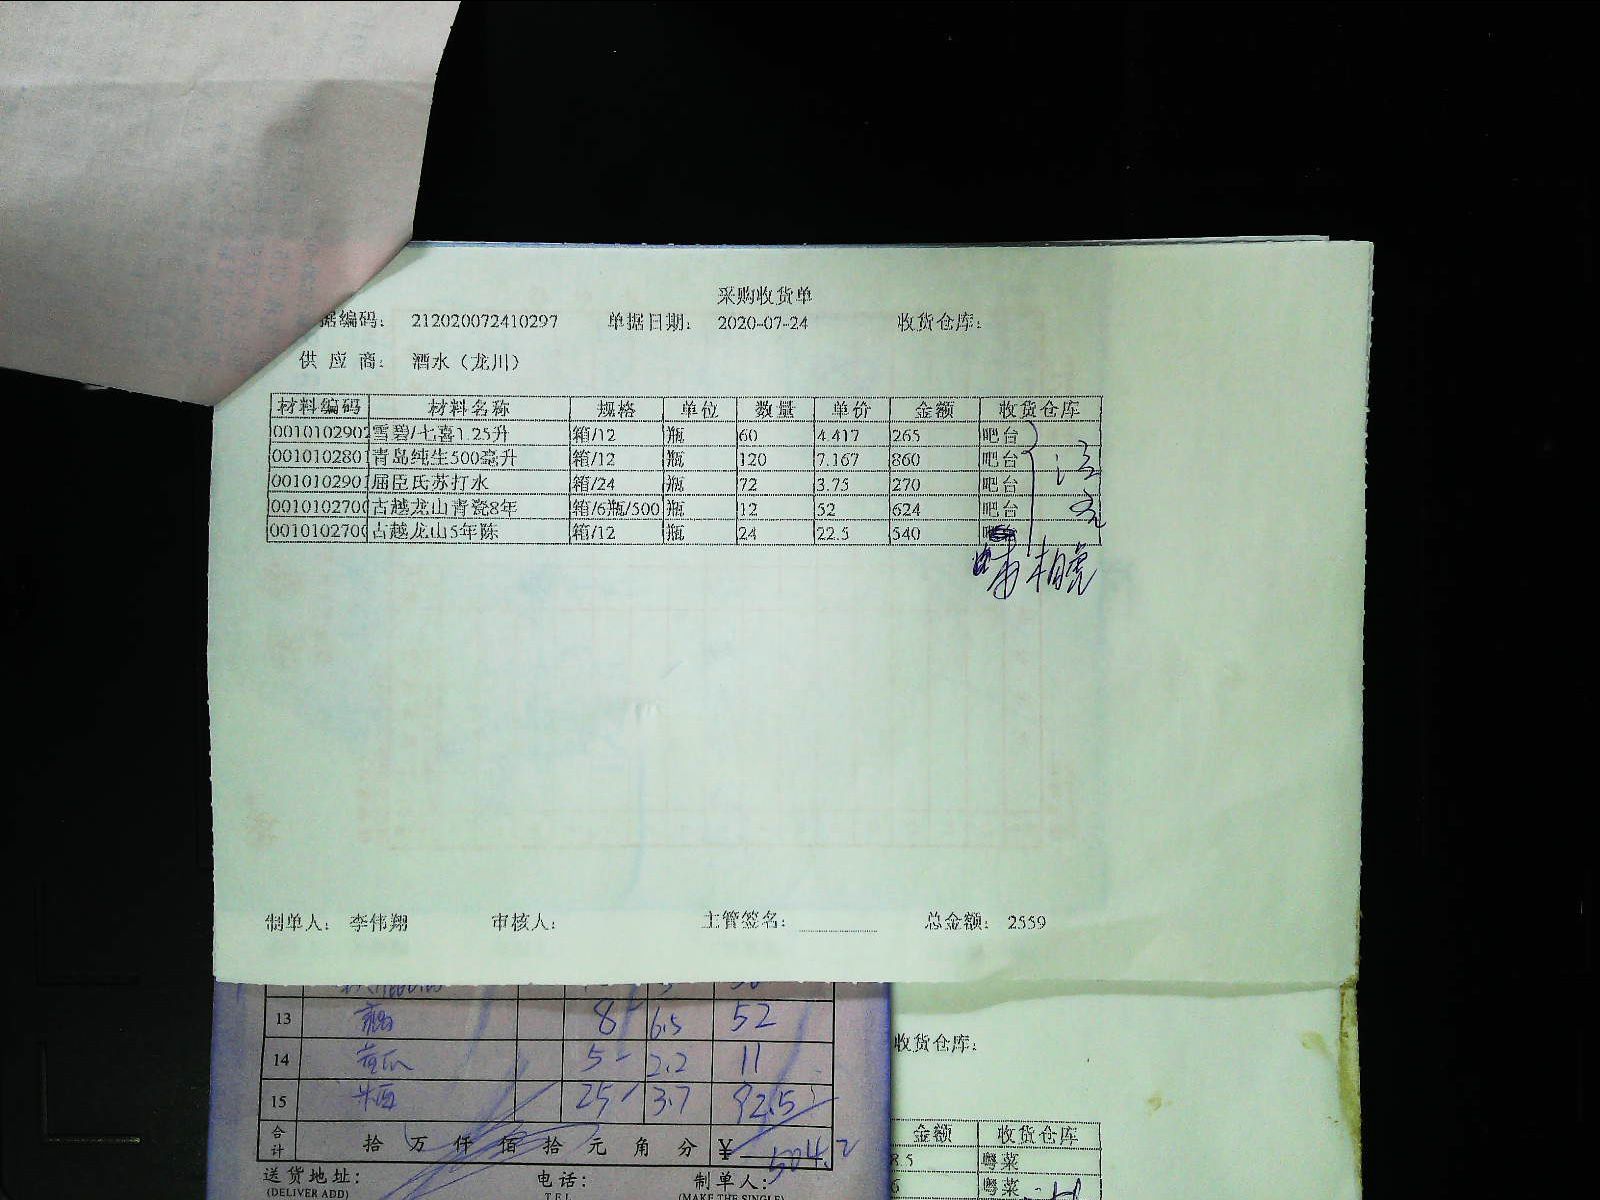 采购收货单
据编码： 212020072410297 单据日期： 2020-07-24 收货仓库：
供 应 商： 酒水（龙川）
材料编码 材料名称 规格 单位 数量 单价 金额 收货仓库
0010102902 雪碧/七喜1.25升 箱/12 瓶 60 4.417 265 吧台
0010102801 青岛纯生500毫升 箱/12 瓶 120 7.167 860 吧台
0010102901 屈臣氏苏打水 箱/24 瓶 72 3.75 270 吧台
0010102700 古越龙山青瓷8年 箱/6瓶/500 瓶 12 52 624 吧台
0010102700 古越龙山5年陈 箱/12 瓶 24 22.5 540
制单人： 李伟翔 审核人： 主管签名： 总金额： 2559
13 8 6.5 52
收货仓库：
14 5 2.2 11
15 25 3.7 92.5
金额 收货仓库
合计 拾 万 仟 佰 拾 元 角 分 ¥ 504.2
8.5 粤菜
送货地址： 电话： 制单人：
粤菜
(DELIVER ADD) TEL (MAKE THE SINGLE)